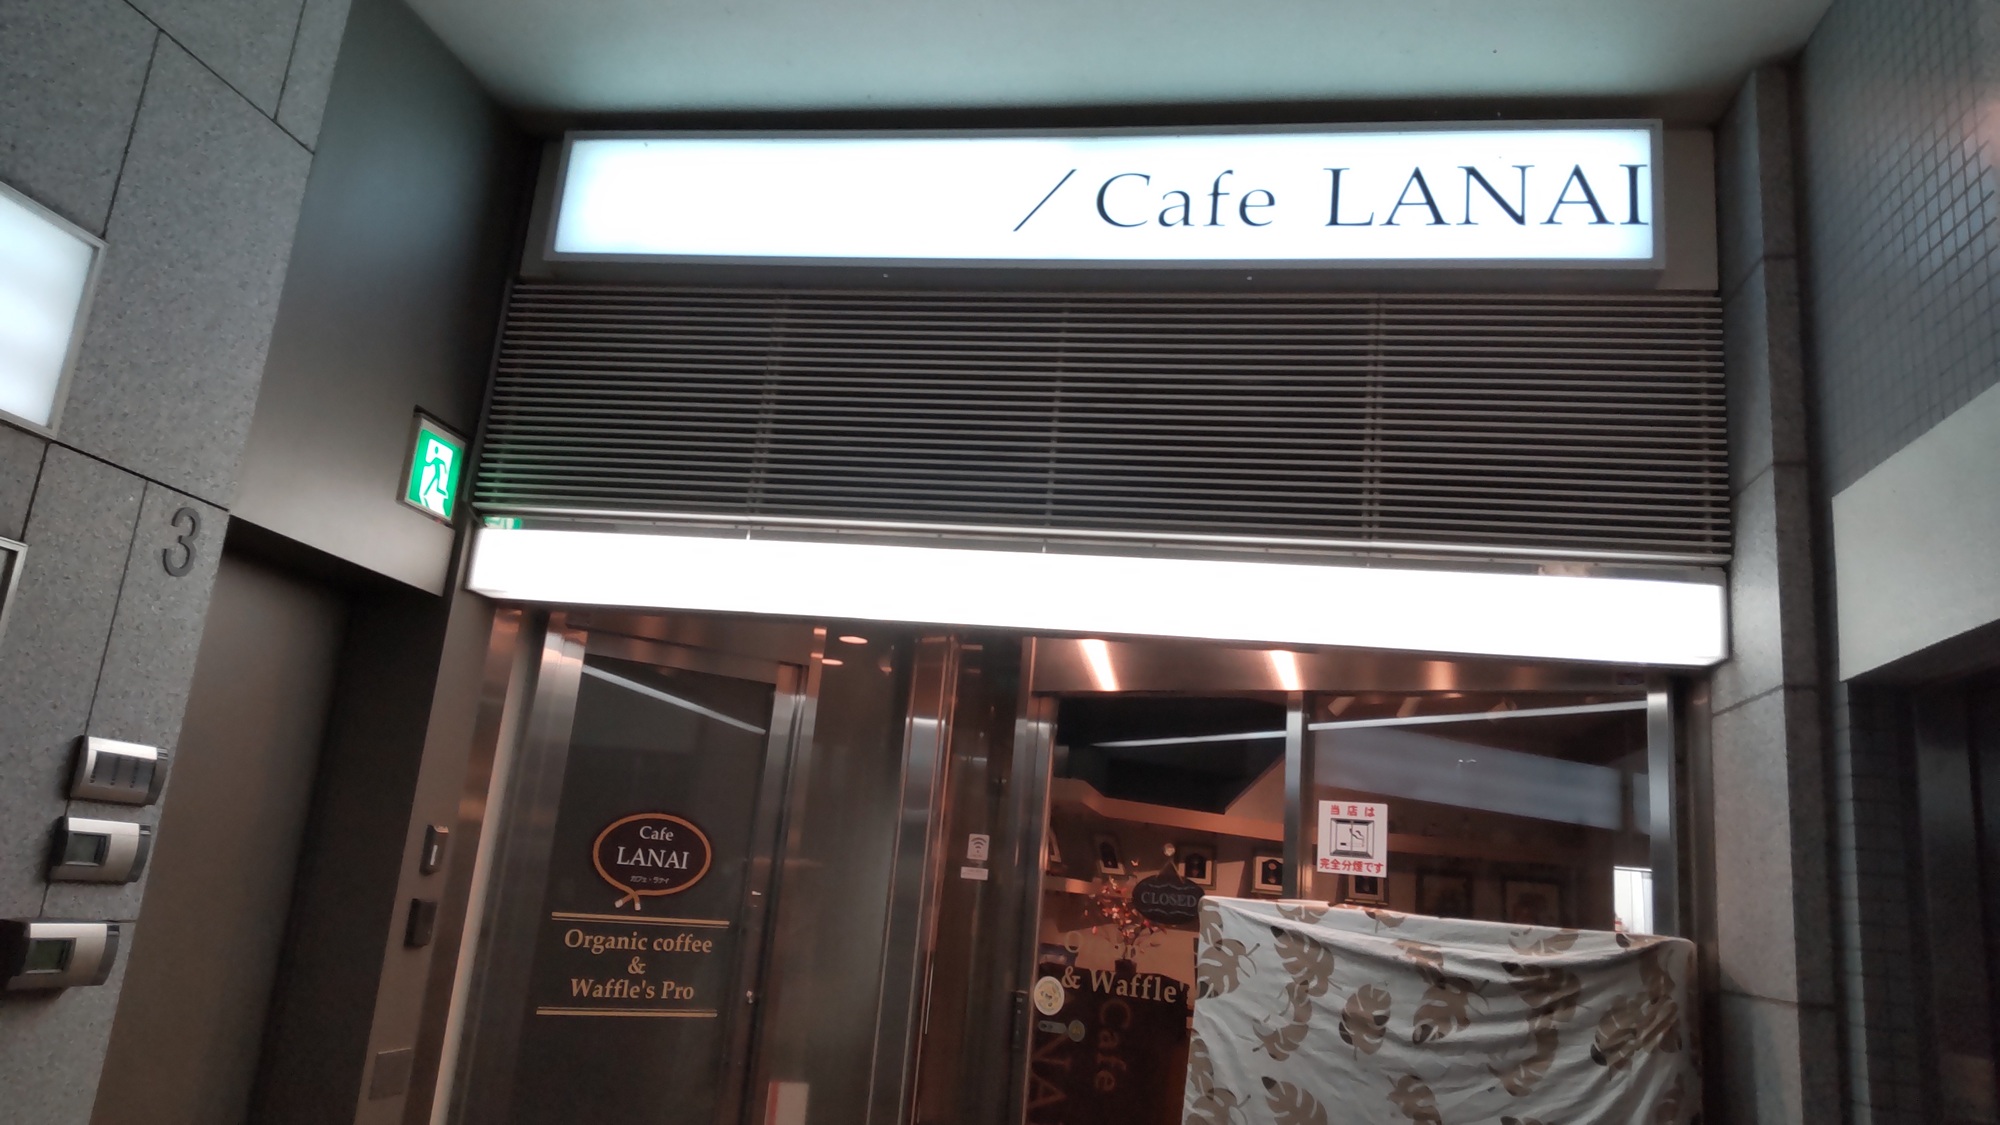 / Cafe LANAI
3
Cafe
LANAI
カフェ・ラナイ
Organic coffee
&
Waffle's Pro
CLOSED
当店は
完全分煙です
& Waffle'
Cafe